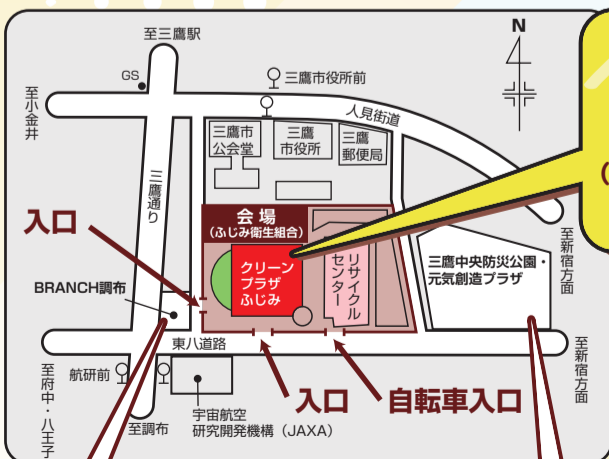 至三鷹駅
N
GS
三鷹市役所前
至小金井
人見街道
三鷹市
公会堂
三鷹
市役所
三鷹
郵便局
三鷹通り
入口
会場
(ふじみ衛生組合)
クリーン
プラザ
ふじみ
リサイクル
センター
三鷹中央防災公園・
元気創造プラザ
至新宿方面
BRANCH調布
東八道路
至新宿方面
至府中・八王子
航研前
入口
自転車入口
至調布
宇宙航空
研究開発機構(JAXA)